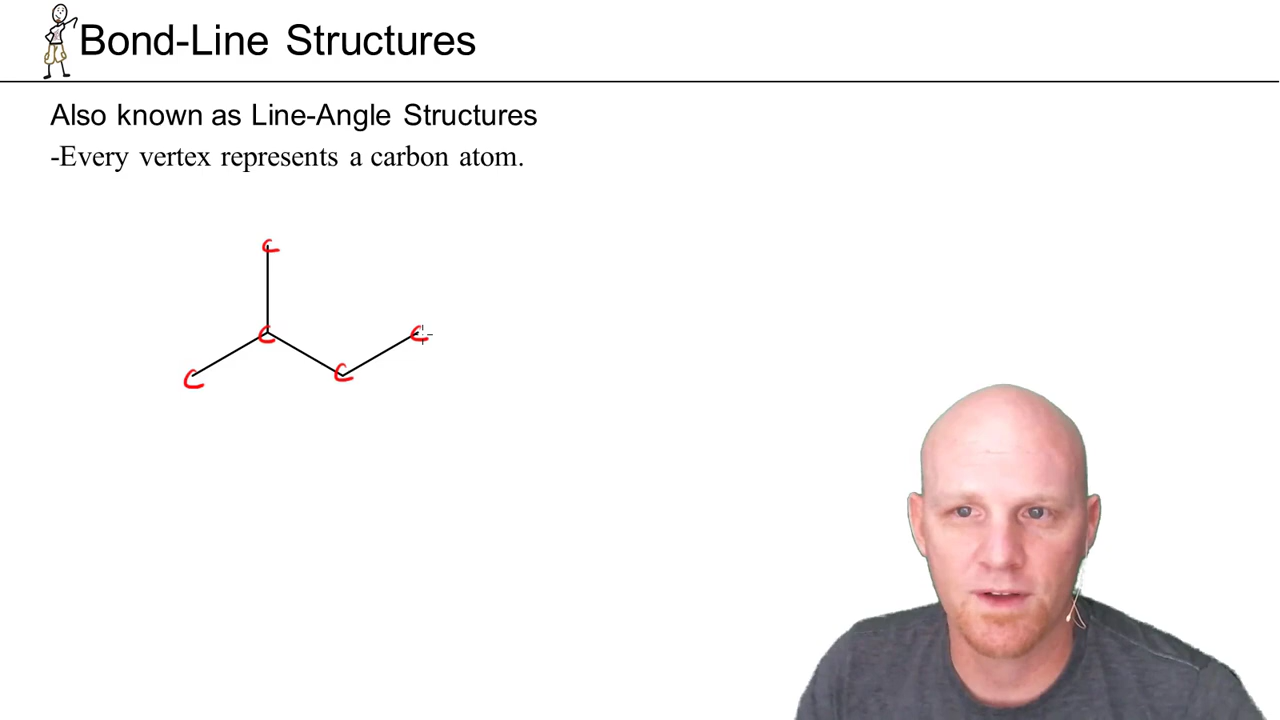 Bond-Line Structures
Also known as Line-Angle Structures
-Every vertex represents a carbon atom.
C
C
C
C
C